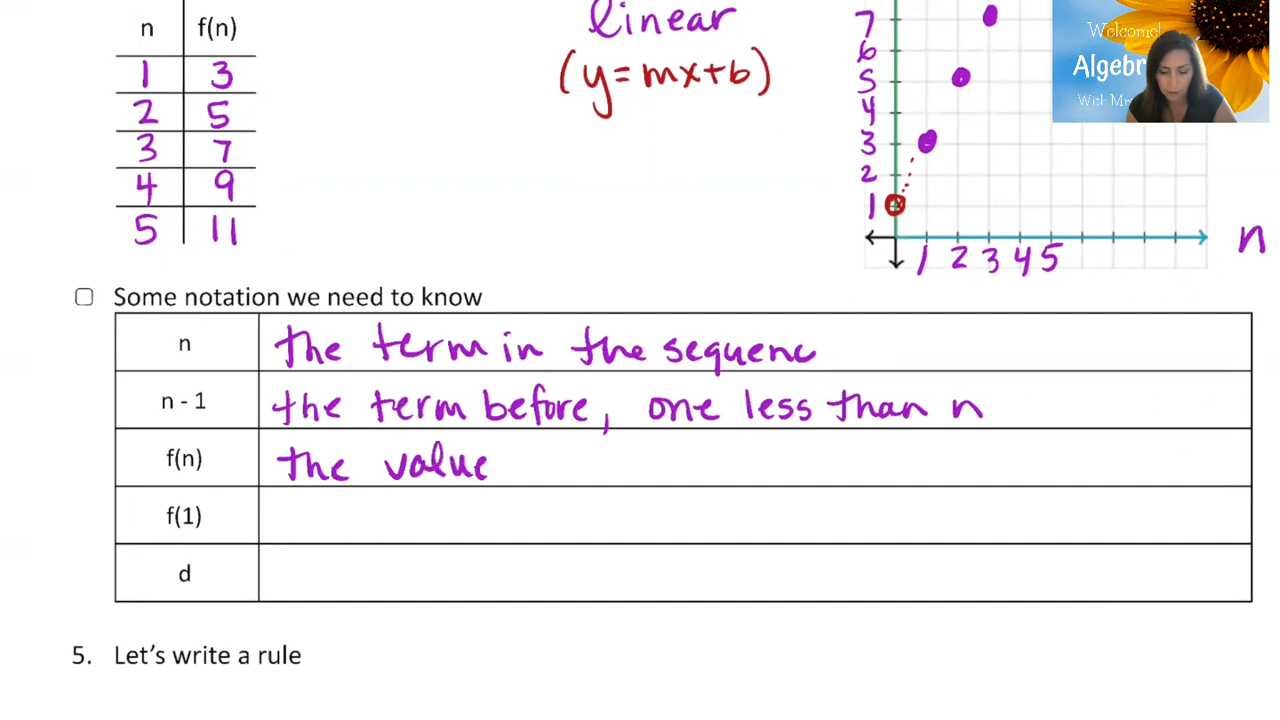 n f(n)
1 3
2 5
3 7
4 9
5 11
linear
(y=mx+b)
7
6
5
4
3
2
1
1 2 3 4 5
n
Welcome!
Algebr
With Mr
Some notation we need to know
n the term in the sequenc
n - 1 the term before, one less than n
f(n) the value
f(1)
d
5. Let's write a rule